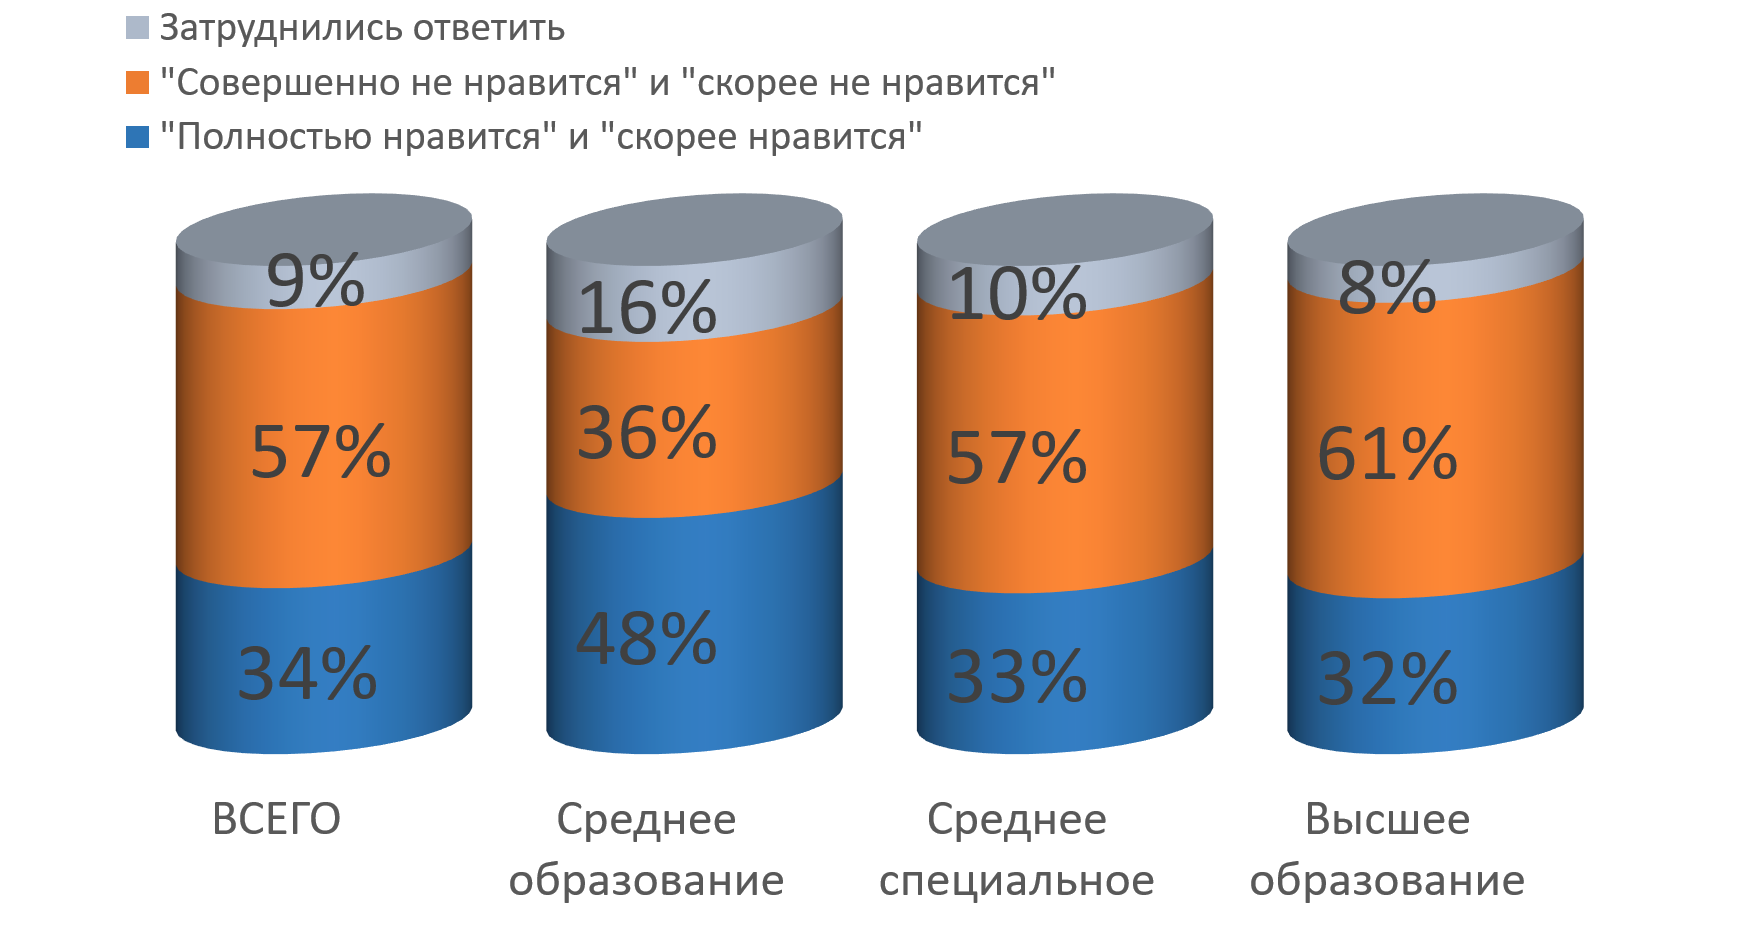 Затруднились ответить
"Совершенно не нравится" и "скорее не нравится"
"Полностью нравится" и "скорее нравится"
9% 16% 10% 8%
57% 36% 57% 61%
34% 48% 33% 32%
ВСЕГО
Среднее
образование
Среднее
специальное
Высшее
образование